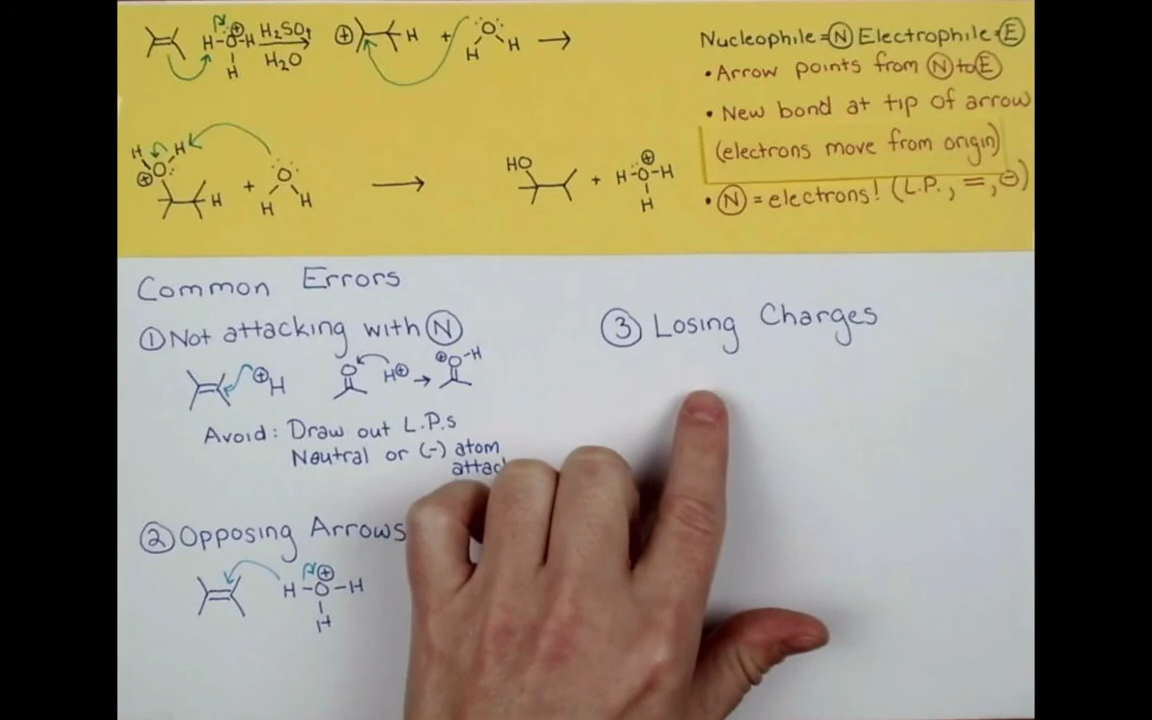 H-O-H H₂SO₄
H H₂O
⊕ H + O H H →
H H O ⊕ H + O H H → HO + H-O-H ⊕ H
Nucleophile = Ⓝ Electrophile = Ⓔ
• Arrow points from Ⓝ to Ⓔ
• New bond at tip of arrow
(electrons move from origin)
• Ⓝ = electrons! (L.P., =, ⊖)
Common Errors
① Not attacking with Ⓝ
⊕ H O H⊕ → ⊕ O-H
Avoid: Draw out L.P.s
Neutral or (-) atom
② Opposing Arrows
H-O-H ⊕
H
③ Losing Charges